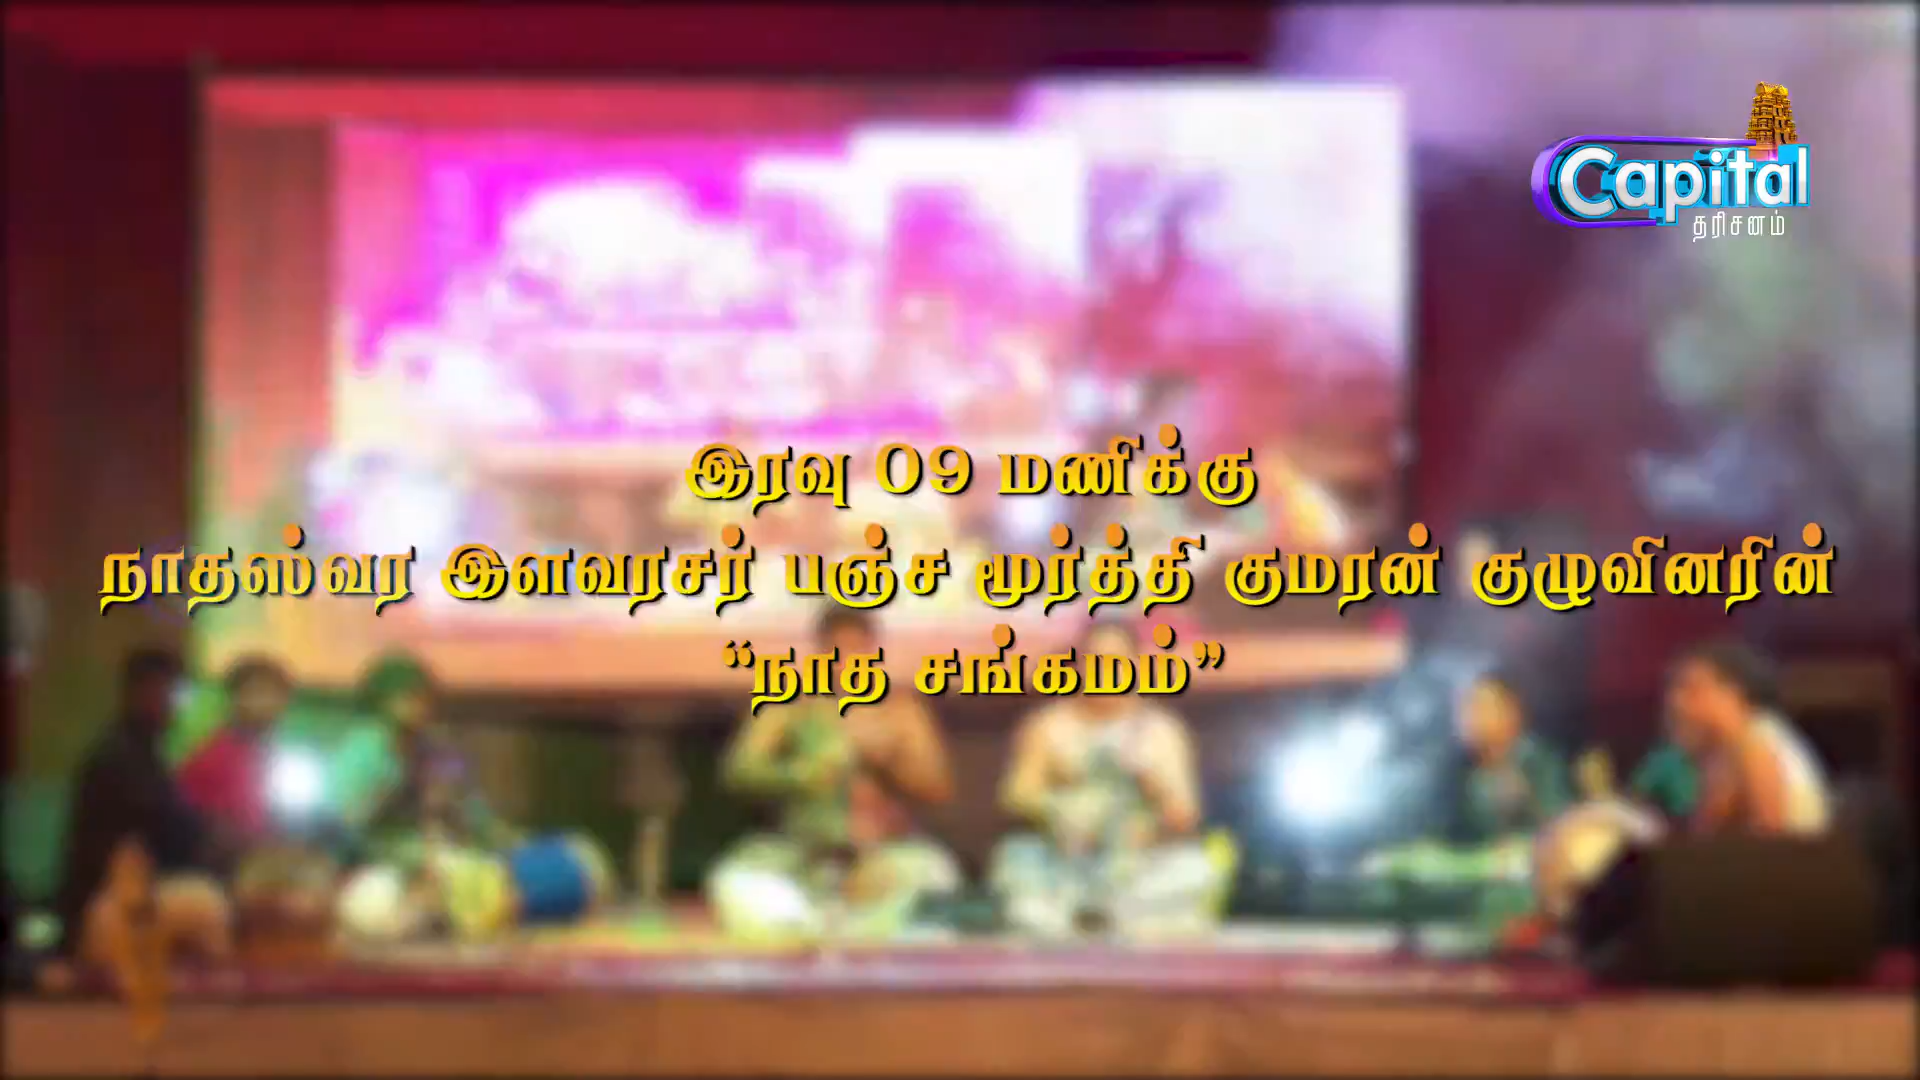 Capital
தரிசனம்
இரவு 09 மணிக்கு
நாதஸ்வர இளவரசர் பஞ்ச மூர்த்தி குமரன் குழுவினரின்
“நாத சங்கமம்”